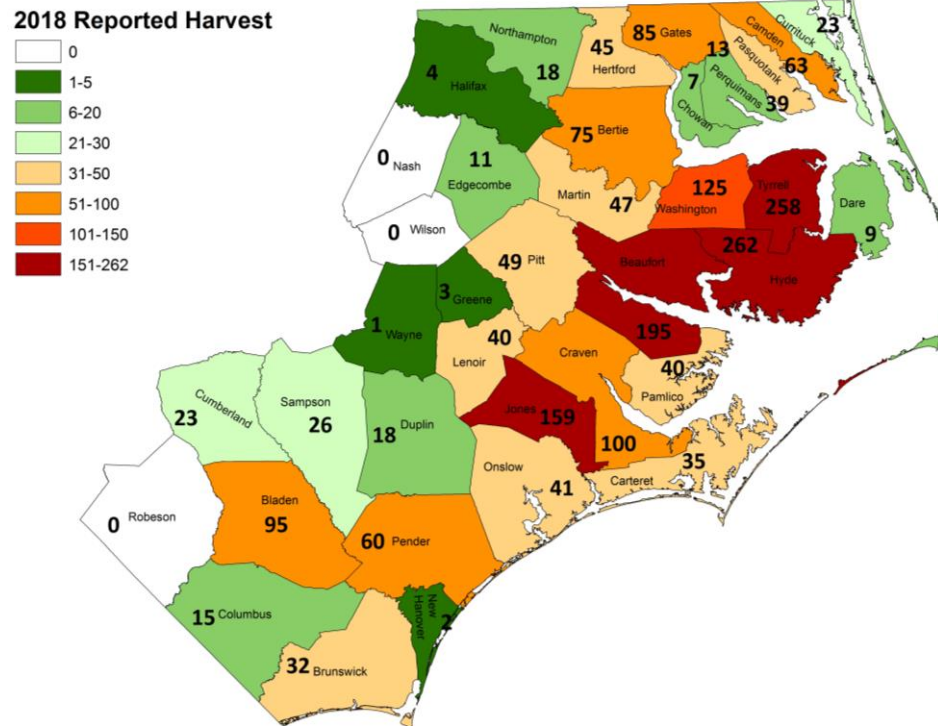 2018 Reported Harvest
0
1-5
6-20
21-30
31-50
51-100
101-150
151-262
Northampton
18
45
Hertford
85 Gates
Camden
63
Currituck
23
4
Halifax
13
Perquimans
Pasquotank
39
7
Chowan
75 Bertie
0 Nash
11
Edgecombe
Martin
47
125
Washington
Tyrrell
258
Dare
9
0 Wilson
49 Pitt
Beaufort
262
Hyde
3 Greene
1 Wayne
195
40
Lenoir
Craven
100
40
Pamlico
Cumberland
23
Sampson
26
18 Duplin
Jones 159
Onslow
41
35
Carteret
0 Robeson
Bladen
95
60 Pender
15 Columbus
New
Hanover
2
32 Brunswick